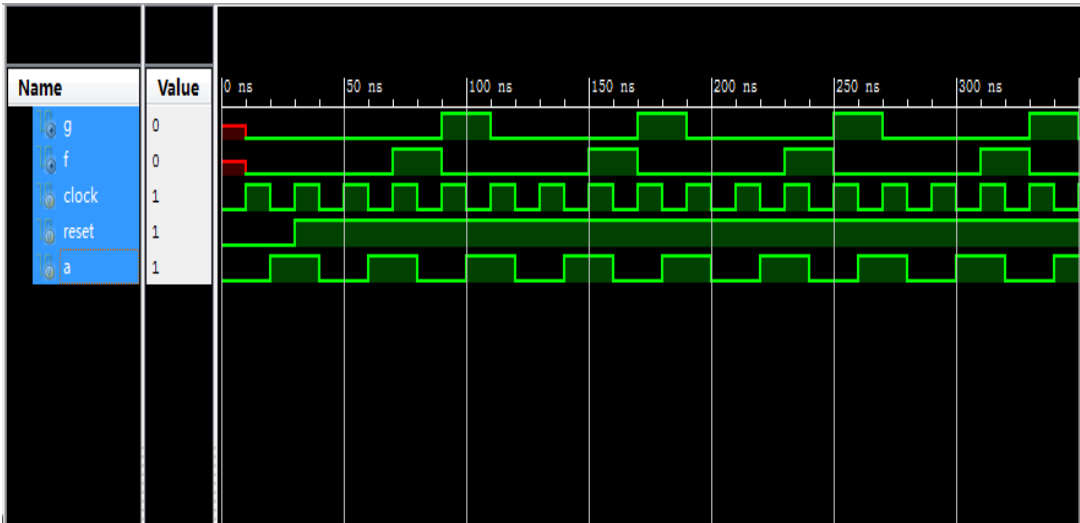 Name Value 0 ns 50 ns 100 ns 150 ns 200 ns 250 ns 300 ns
g 0
f 0
clock 1
reset 1
a 1